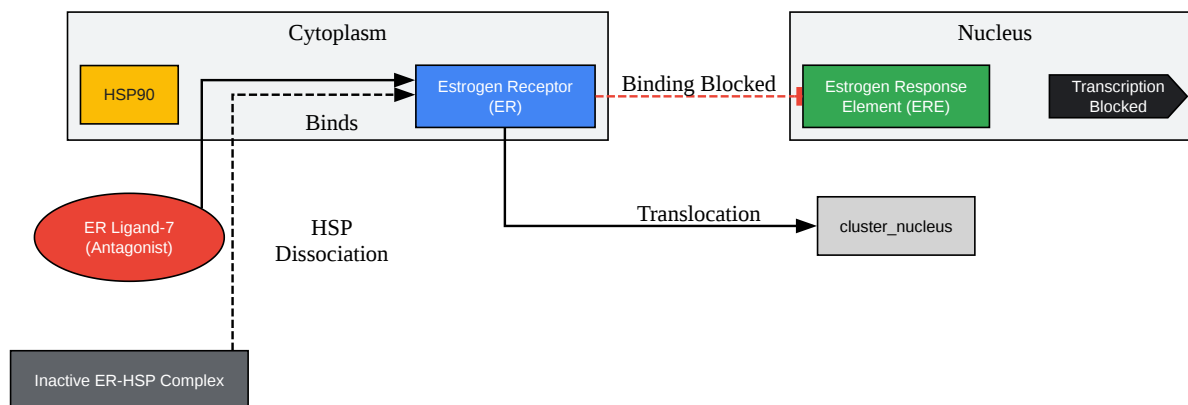 Cytoplasm
Nucleus
HSP90
Estrogen Receptor
(ER)
Binding Blocked
Estrogen Response
Element (ERE)
Transcription
Blocked
Binds
ER Ligand-7
(Antagonist)
HSP
Dissociation
Translocation
cluster_nucleus
Inactive ER-HSP Complex